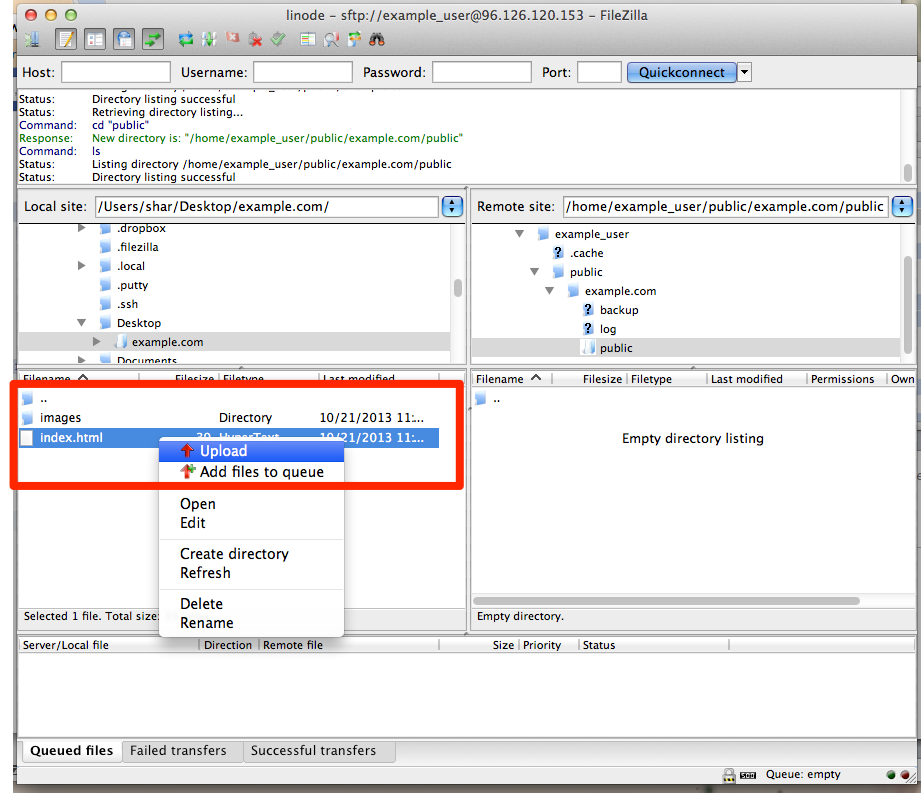 linode - sftp://example_user@96.126.120.153 - FileZilla
Host: Username: Password: Port: Quickconnect
Status: Directory listing successful
Status: Retrieving directory listing...
Command: cd "public"
Response: New directory is: "/home/example_user/public/example.com/public"
Command: ls
Status: Listing directory /home/example_user/public/example.com/public
Status: Directory listing successful
Local site: /Users/shar/Desktop/example.com/
.dropbox
.filezilla
.local
.putty
.ssh
Desktop
example.com
Documents
Remote site: /home/example_user/public/example.com/public
example_user
? .cache
public
example.com
? backup
? log
public
Filename Filesize Filetype Last modified
..
images Directory 10/21/2013 11:...
index.html 39 HyperText 10/21/2013 11:...
Upload
Add files to queue
Open
Edit
Create directory
Refresh
Delete
Rename
Selected 1 file. Total size:
Filename Filesize Filetype Last modified Permissions Own
..
Empty directory listing
Empty directory.
Server/Local file Direction Remote file Size Priority Status
Queued files Failed transfers Successful transfers
Queue: empty